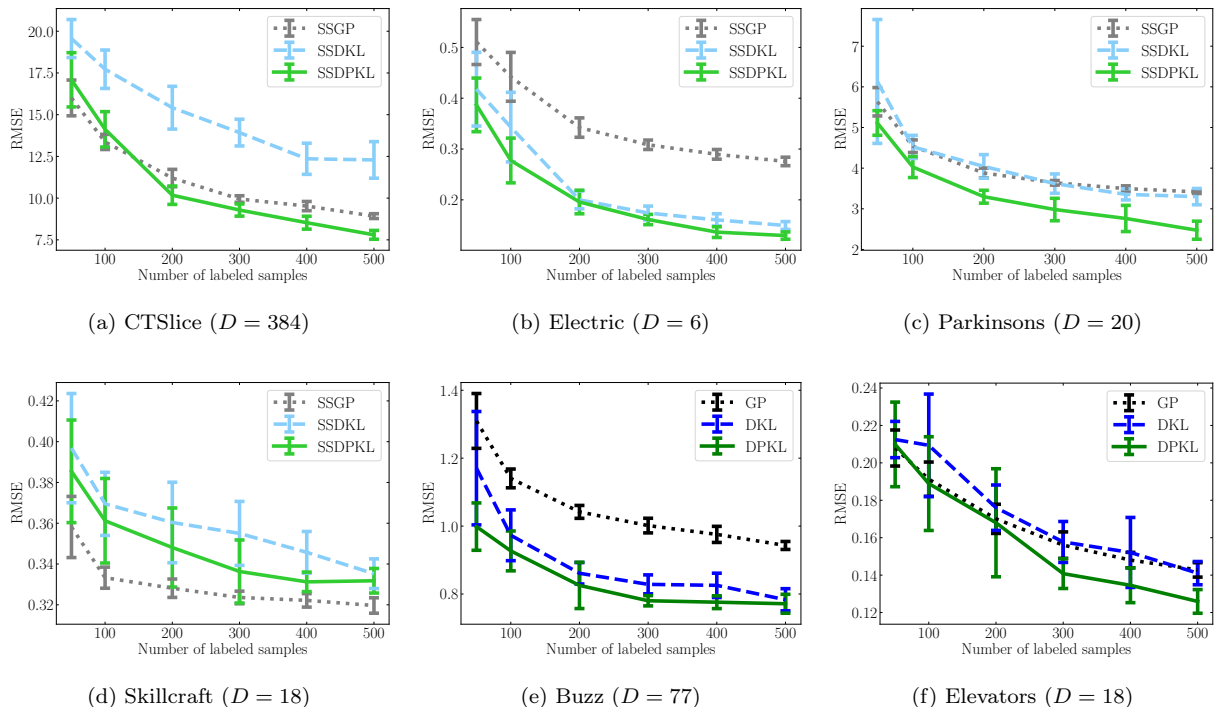 20.0
17.5
15.0
12.5
10.0
7.5
RMSE
SSGP
SSDKL
SSDPKL
100 200 300 400 500
Number of labeled samples
(a) CTSlice (D = 384)
0.5
0.4
0.3
0.2
RMSE
SSGP
SSDKL
SSDPKL
100 200 300 400 500
Number of labeled samples
(b) Electric (D = 6)
7
6
5
4
3
2
RMSE
SSGP
SSDKL
SSDPKL
100 200 300 400 500
Number of labeled samples
(c) Parkinsons (D = 20)
0.42
0.40
0.38
0.36
0.34
0.32
RMSE
SSGP
SSDKL
SSDPKL
100 200 300 400 500
Number of labeled samples
(d) Skillcraft (D = 18)
1.4
1.2
1.0
0.8
RMSE
GP
DKL
DPKL
100 200 300 400 500
Number of labeled samples
(e) Buzz (D = 77)
0.24
0.22
0.20
0.18
0.16
0.14
0.12
RMSE
GP
DKL
DPKL
100 200 300 400 500
Number of labeled samples
(f) Elevators (D = 18)